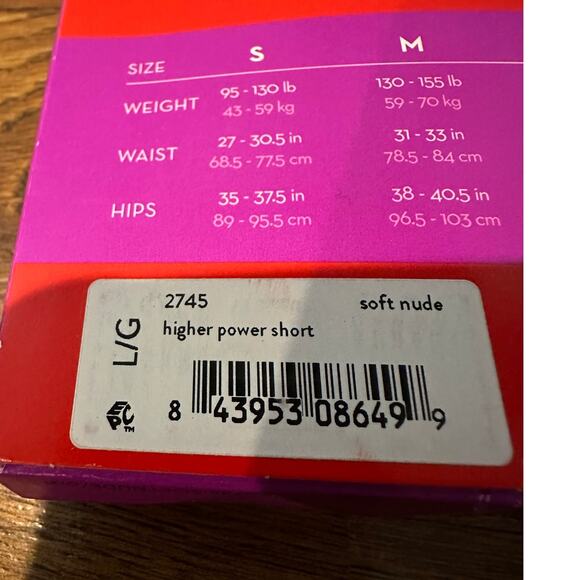 SIZE S M
WEIGHT 95 - 130 lb 130 - 155 lb
43 - 59 kg 59 - 70 kg
WAIST 27 - 30.5 in 31 - 33 in
68.5 - 77.5 cm 78.5 - 84 cm
HIPS 35 - 37.5 in 38 - 40.5 in
89 - 95.5 cm 96.5 - 103 cm
L/G
2745 soft nude
higher power short
8 43953 08649 9
EPC™